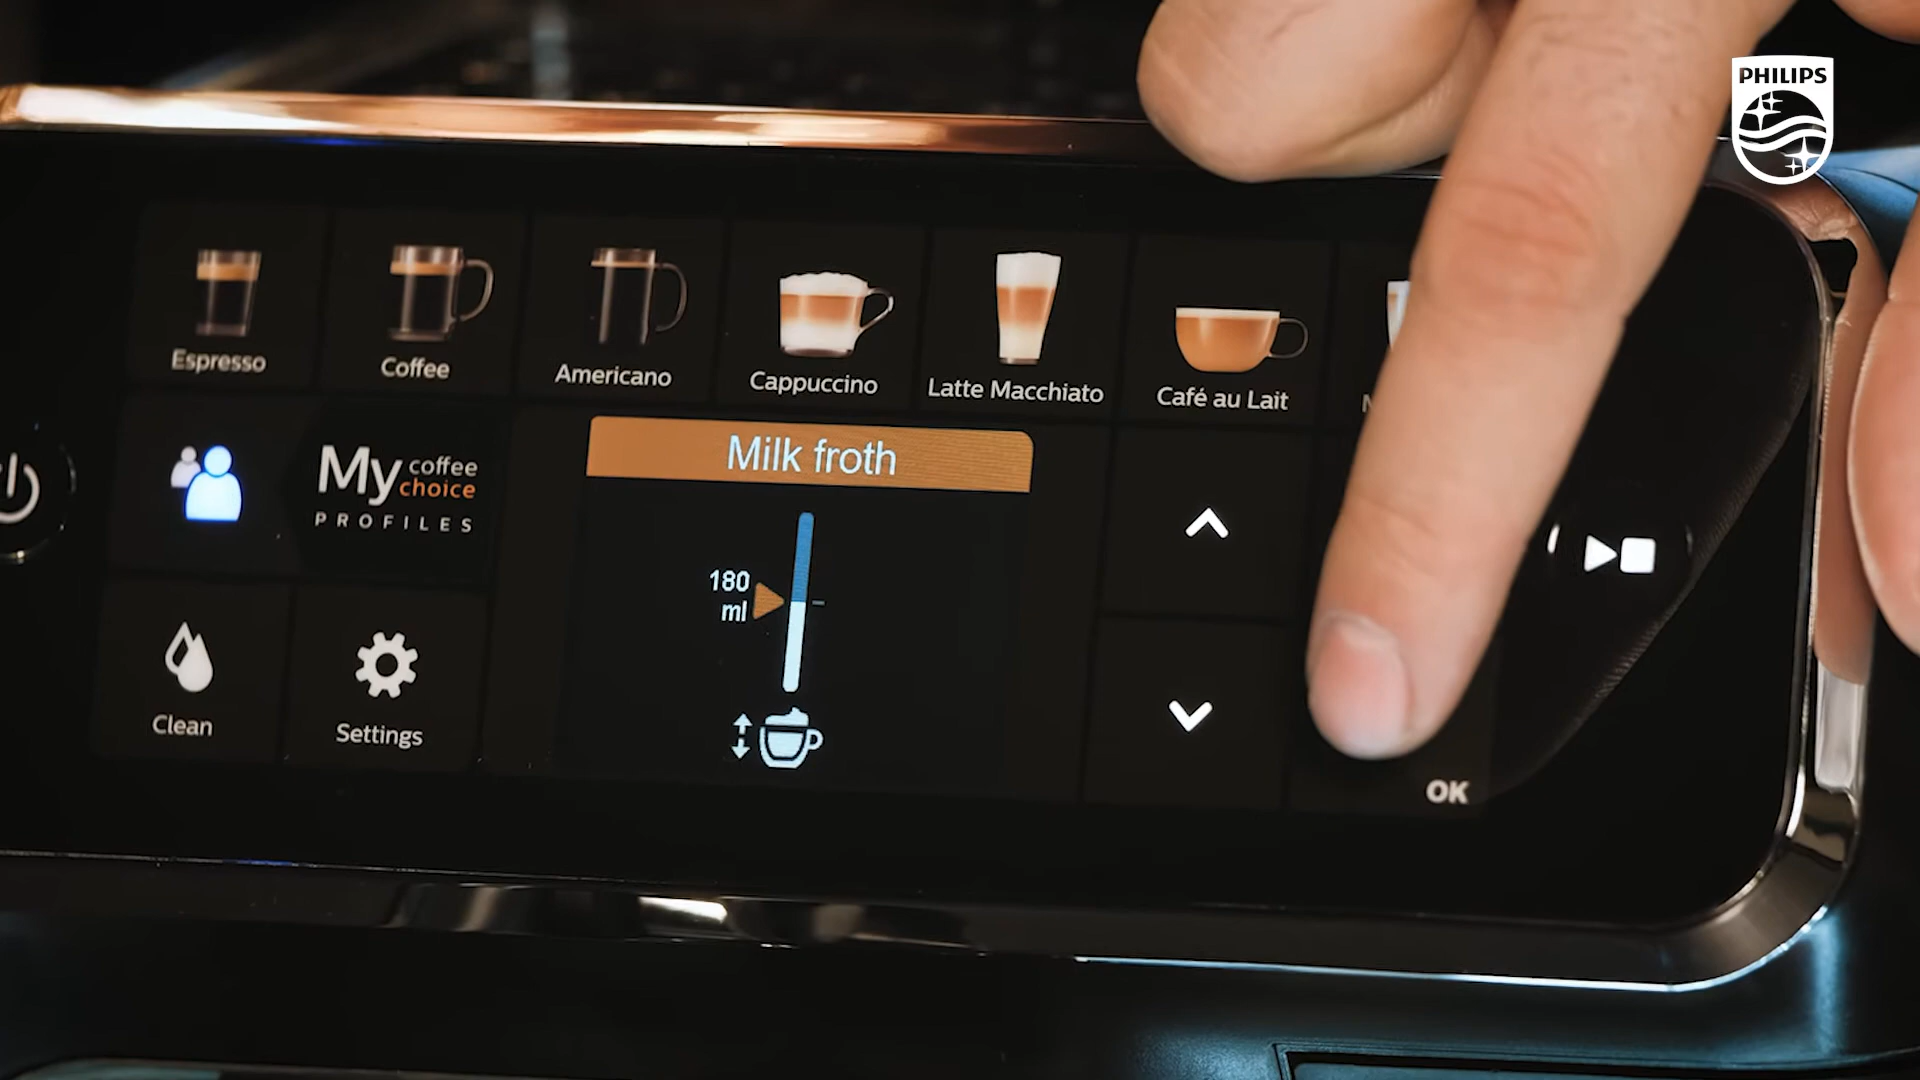 PHILIPS
Espresso
Coffee
Americano
Cappuccino
Latte Macchiato
Café au Lait
My coffee choice
PROFILES
Milk froth
180
ml
Clean
Settings
OK